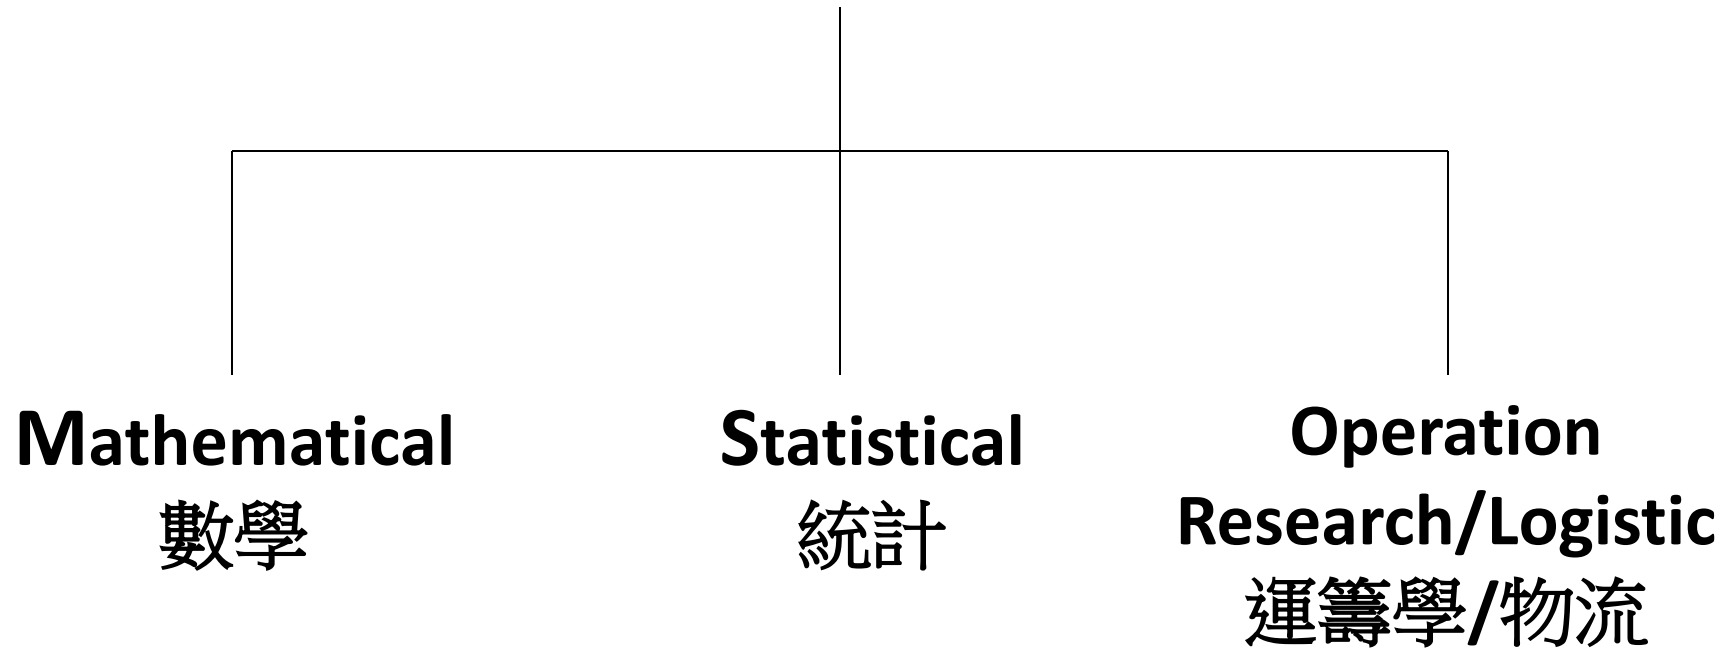 Mathematical
數學
Statistical
統計
Operation
Research/Logistic
運籌學/物流